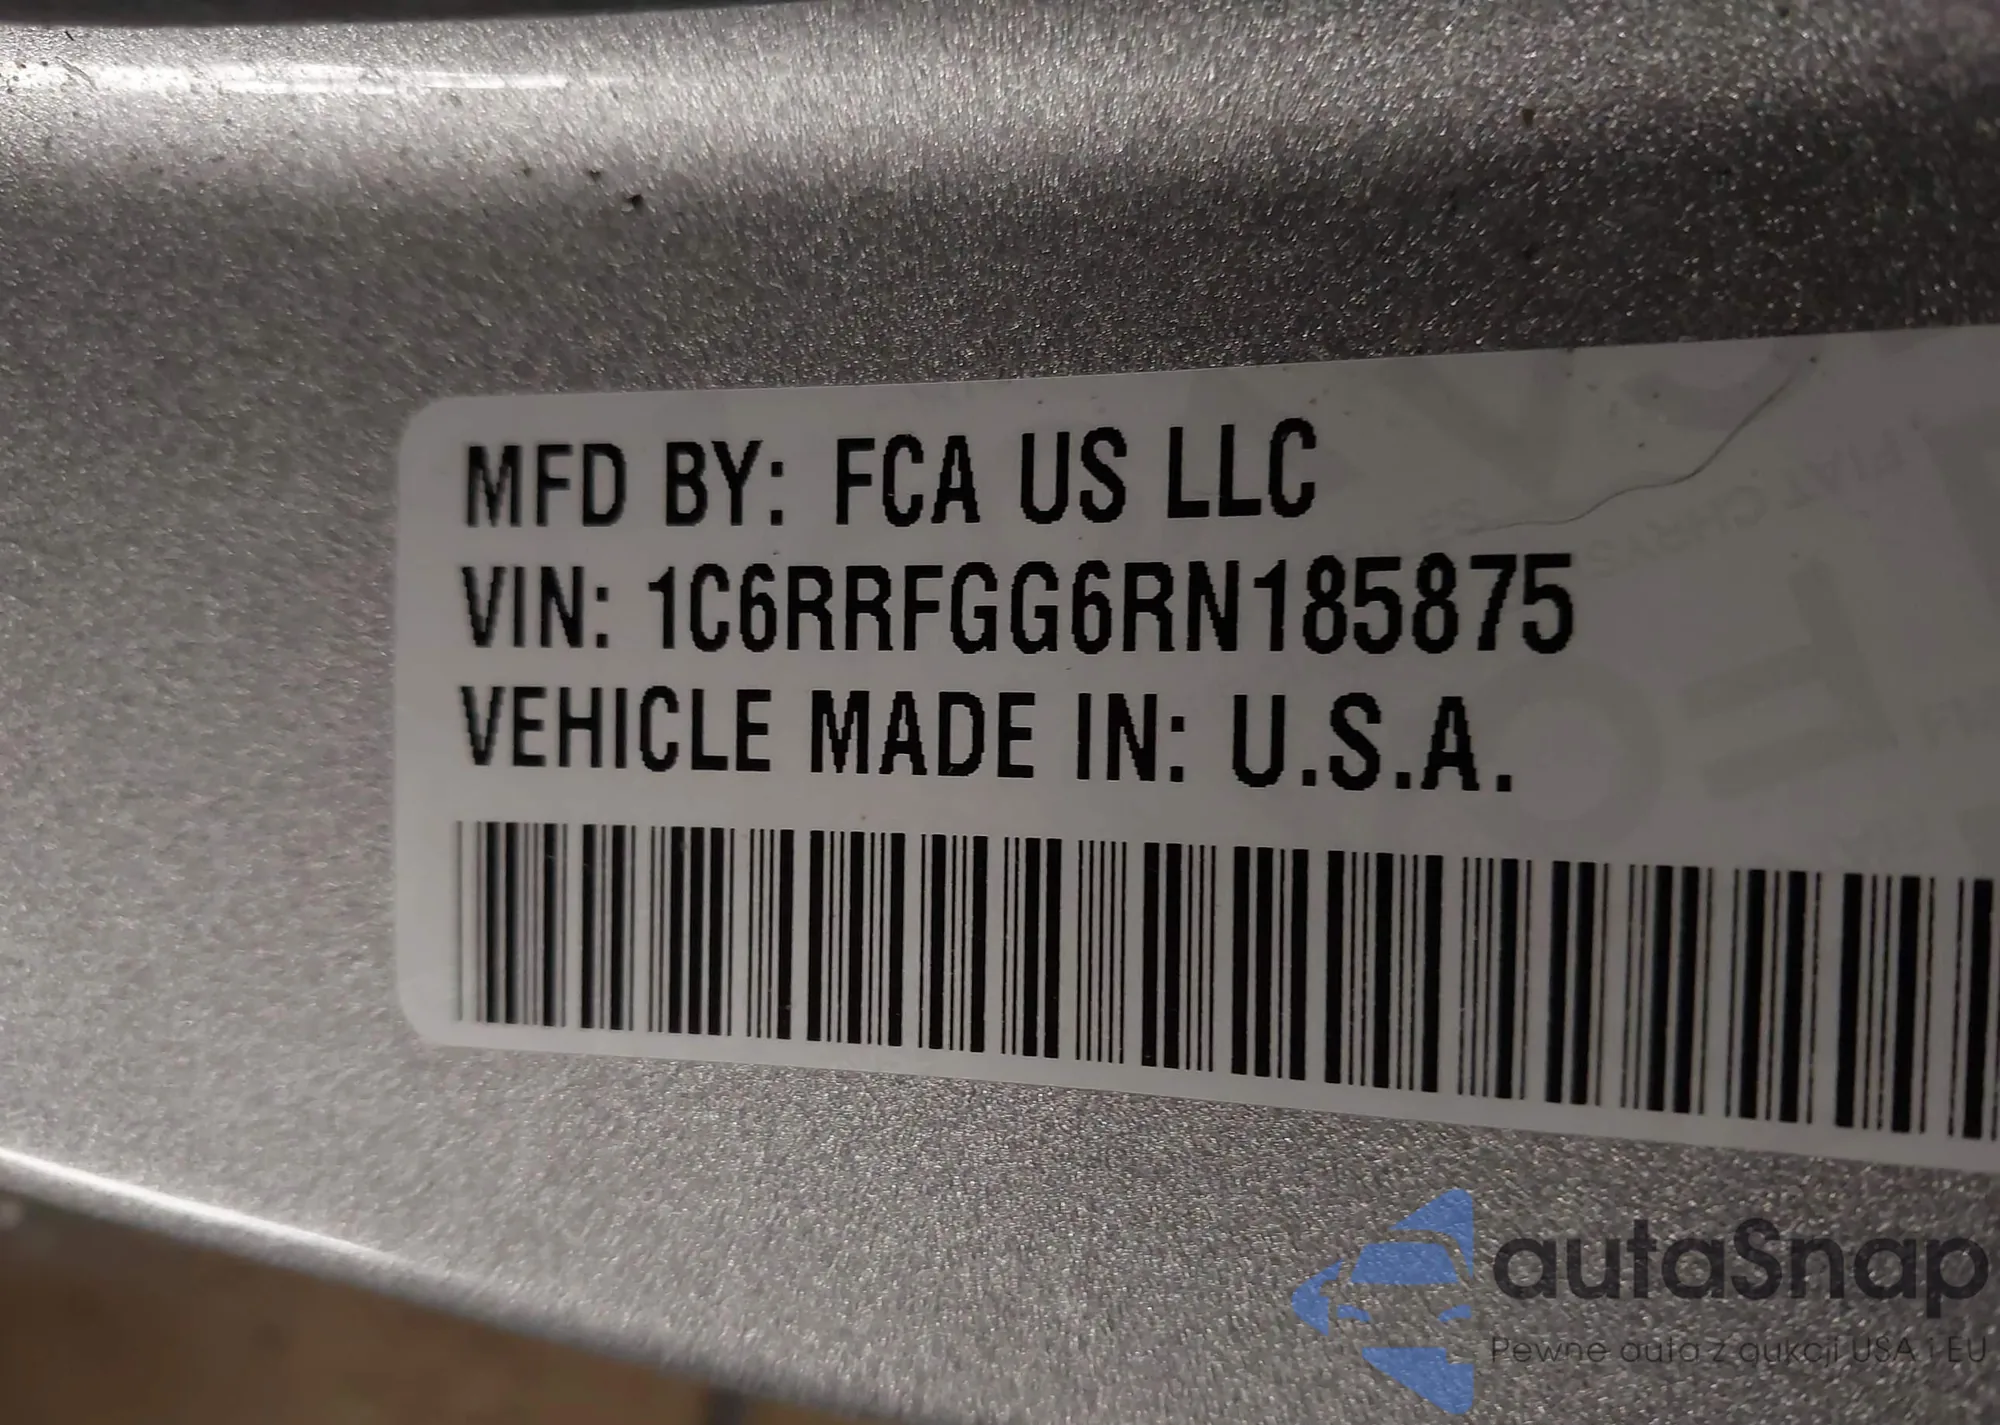 MFD BY: FCA US LLC
VIN: 1C6RRFGG6RN185875
VEHICLE MADE IN: U.S.A.
autaSnap
Pewne auta z aukcji USA i EU